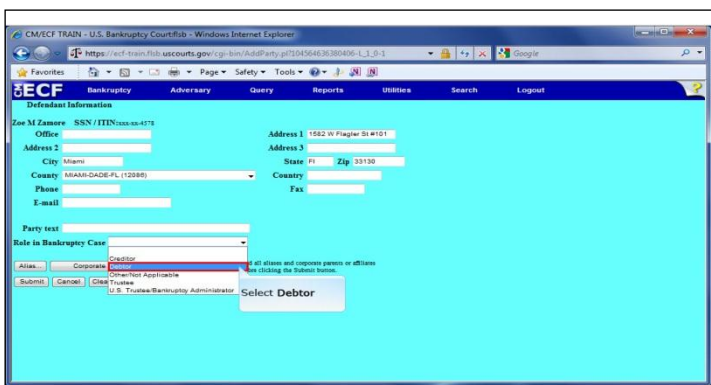 CM/ECF TRAIN - U.S. Bankruptcy Court:flsb - Windows Internet Explorer
https://ecf-train.flsb.uscourts.gov/cgi-bin/AddParty.pl?104564636380406-L_1_0-1 Google
Favorites Page Safety Tools
ECF Bankruptcy Adversary Query Reports Utilities Search Logout ?
Defendant Information
Zoe M Zamore SSN / ITIN: xxx-xx-4578
Office Address 1 1582 W Flagler St #101
Address 2 Address 3
City Miami State Fl Zip 33130
County MIAMI-DADE-FL (12086) Country
Phone Fax
E-mail
Party text
Role in Bankruptcy Case
Creditor
Alias... Corporate Debtor d all aliases and corporate parents or affiliates
Other/Not Applicable clicking the Submit button.
Submit Cancel Clea Trustee
U.S. Trustee/Bankruptcy Administrator
Select Debtor